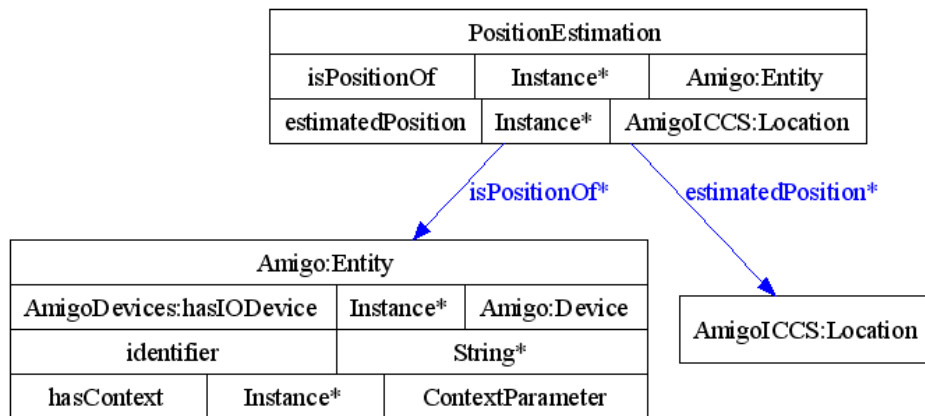 PositionEstimation
isPositionOf Instance* Amigo:Entity
estimatedPosition Instance* AmigoICCS:Location
isPositionOf* estimatedPosition*
Amigo:Entity
AmigoDevices:hasIODevice Instance* Amigo:Device
identifier String*
hasContext Instance* ContextParameter
AmigoICCS:Location